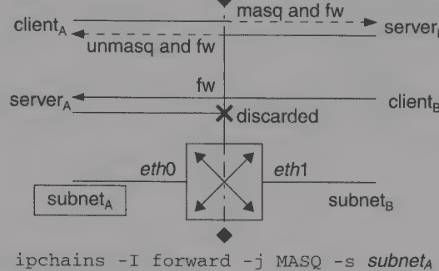 masq and fw
client_A
server
unmasq and fw
fw
server_A
client_B
discarded
eth0
eth1
subnet_A
subnet_B
ipchains -I forward -j MASQ -s subnet_A